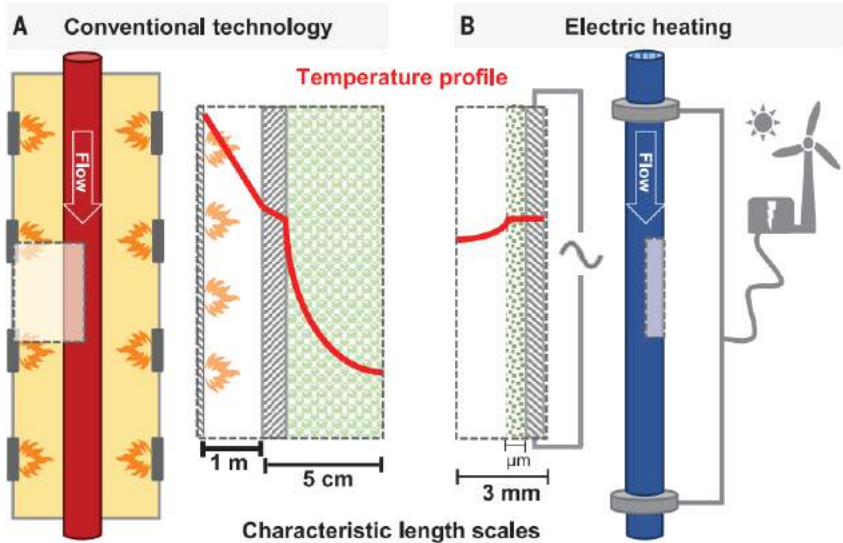 A Conventional technology
B Electric heating
Temperature profile
Flow
Flow
1 m
5 cm
µm
3 mm
Characteristic length scales